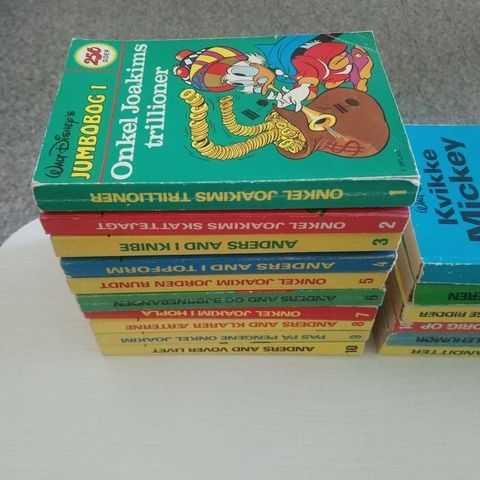 256
SIDER
WALT DISNEY's
JUMBOBOG 1
Onkel Joakims
trillioner
ONKEL JOAKIMS TRILLIONER 1
ONKEL JOAKIMS SKATTEJAGT 2
ANDERS AND I KNIBE 3
ANDERS AND I TOPFORM 4
ONKEL JOAKIM JORDEN RUNDT 5
ANDERS AND OG BJØRNEBANDEN 6
ONKEL JOAKIM I HOPLA 7
ANDERS AND KLARER ÆRTERNE 8
PAS PÅ PENGENE ONKEL JOAKIM 9
ANDERS AND VOVER LIVET 10
Kvikke
Mickey